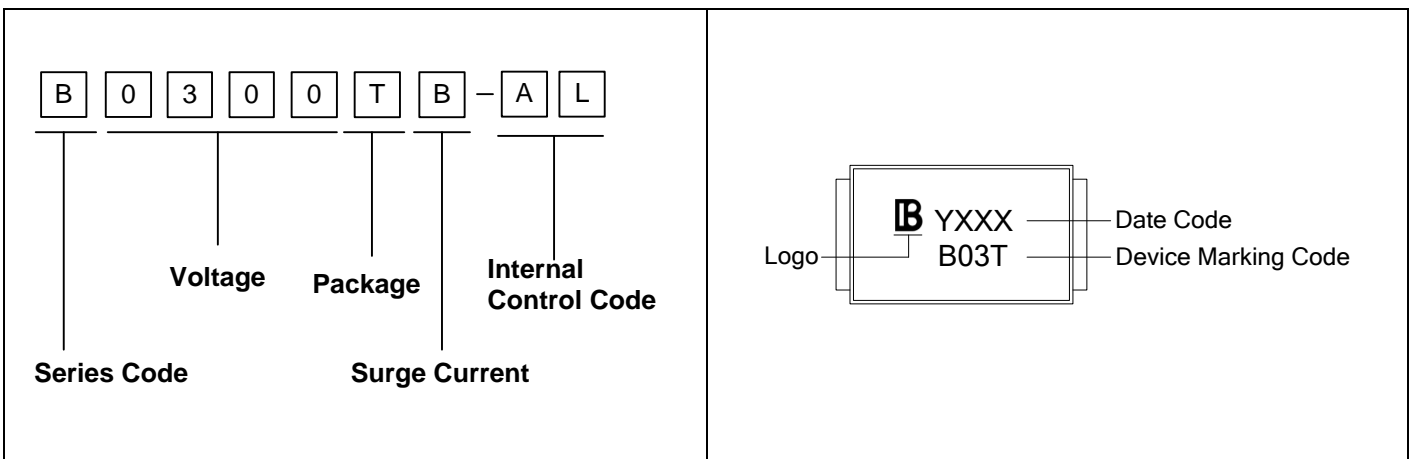 B 0 3 0 0 T B - A L
Voltage
Package
Internal
Control Code
Series Code
Surge Current
B YXXX
B03T
Logo
Date Code
Device Marking Code